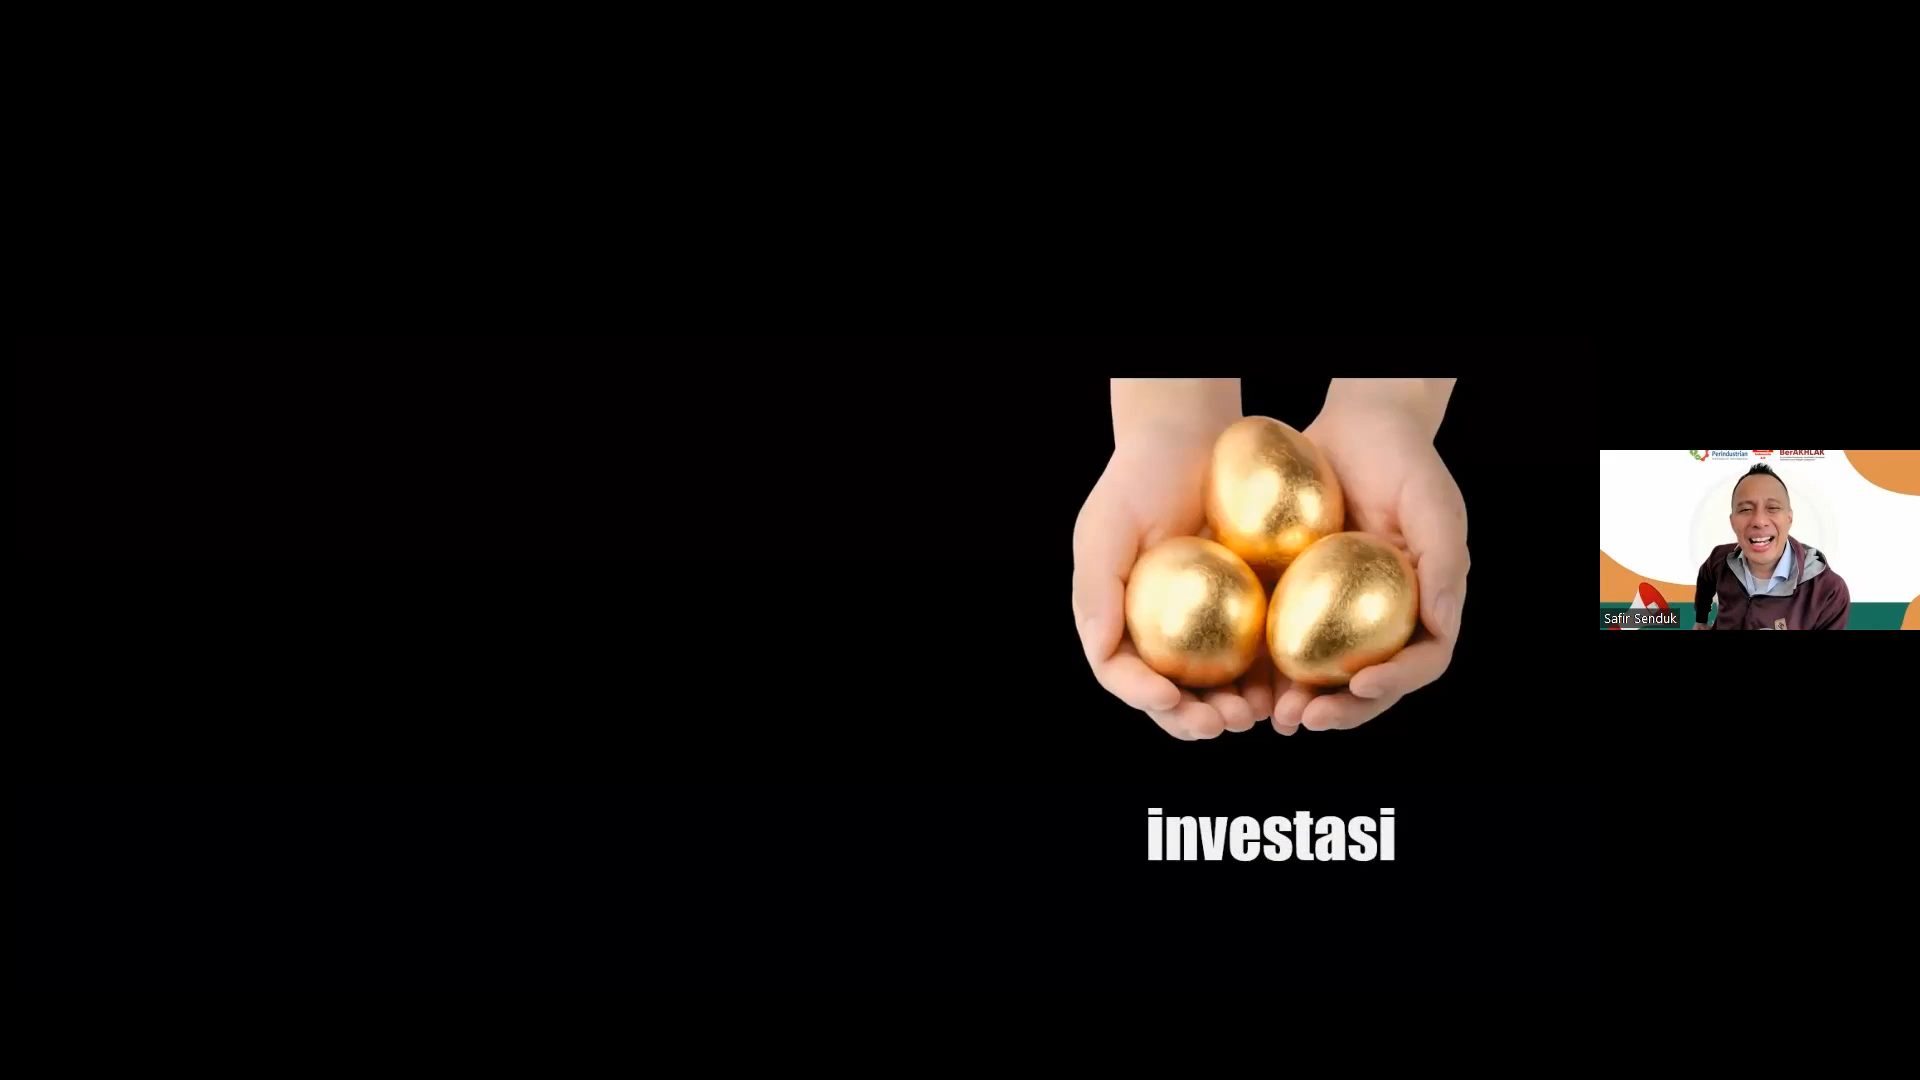 Perindustrian
BerAKHLAK
Safir Senduk
investasi